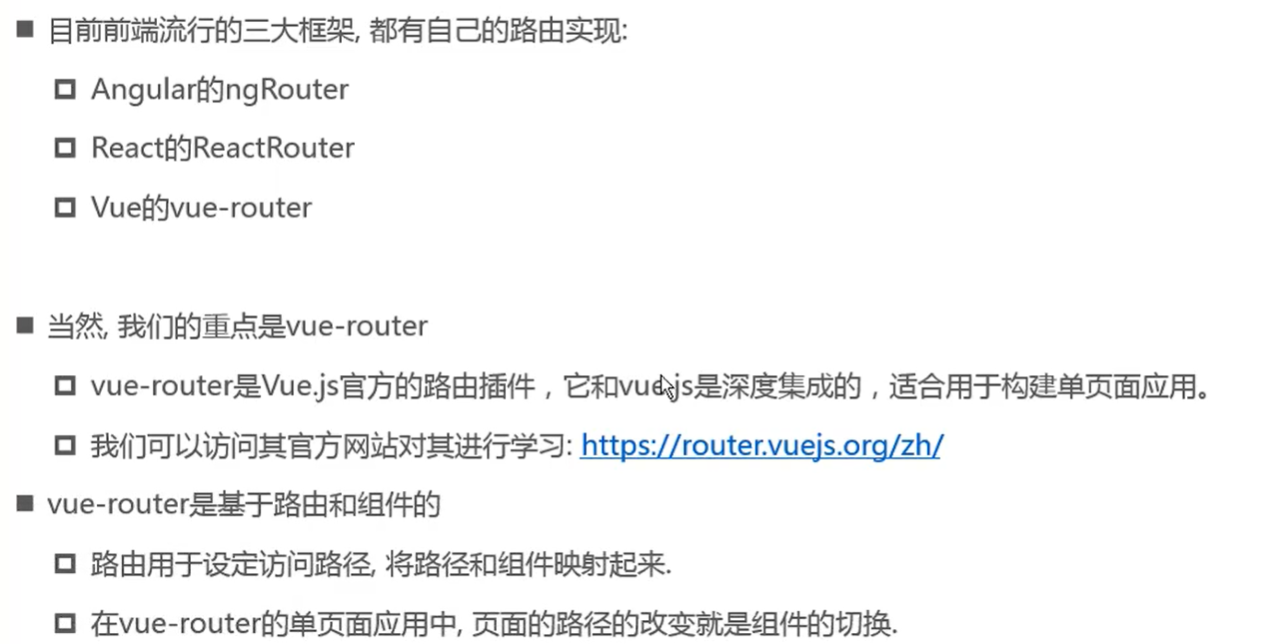 目前前端流行的三大框架, 都有自己的路由实现:
Angular的ngRouter
React的ReactRouter
Vue的vue-router
当然, 我们的重点是vue-router
vue-router是Vue.js官方的路由插件，它和vue.js是深度集成的，适合用于构建单页面应用。
我们可以访问其官方网站对其进行学习: https://router.vuejs.org/zh/
vue-router是基于路由和组件的
路由用于设定访问路径, 将路径和组件映射起来.
在vue-router的单页面应用中, 页面的路径的改变就是组件的切换.